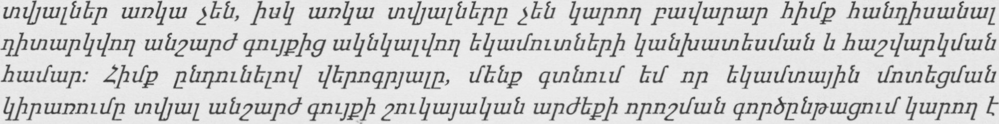 տվյալներ առկա չեն, իսկ առկա տվյալները չեն կարող բավարար հիմք հանդիսանալ
դիտարկվող անշարժ գույքից ակնկալվող եկամուտների կանխատեսման և հաշվարկման
համար: Հիմք ընդունելով վերոգրյալը, մենք գտնում եմ որ եկամտային մոտեցման
կիրառումը տվյալ անշարժ գույքի շուկայական արժեքի որոշման գործընթացում կարող է